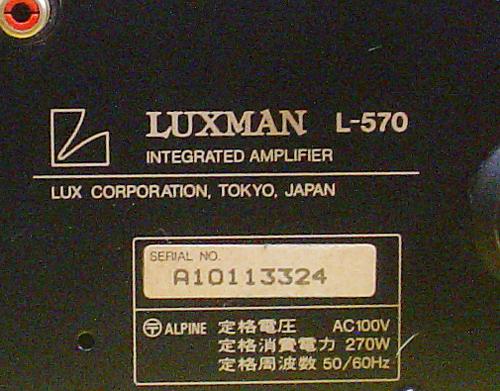 LUXMAN L-570
INTEGRATED AMPLIFIER
LUX CORPORATION, TOKYO, JAPAN
SERIAL NO.
A10113324
〒 ALPINE 定格電圧 AC100V
定格消費電力 270W
定格周波数 50/60Hz